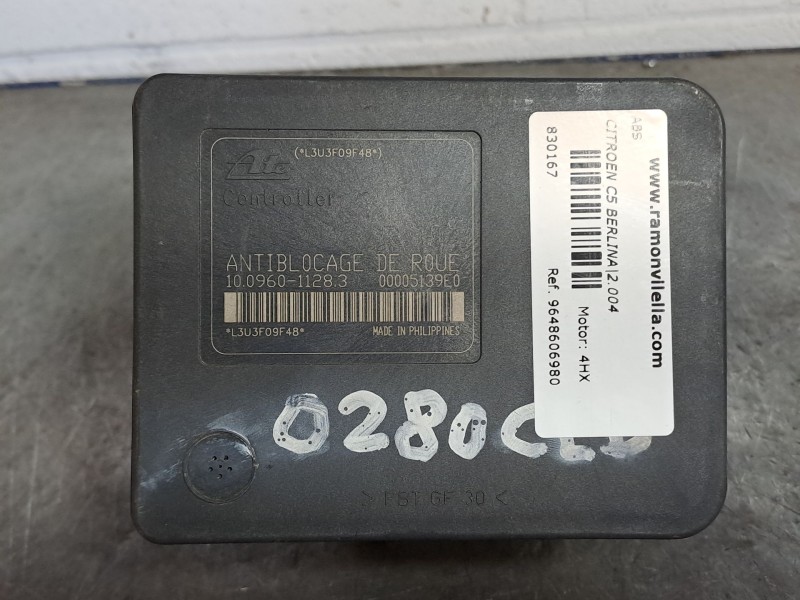 (*L3U3F09F48*)
Ate
Controller
ANTIBLOCAGE DE ROUE
10.0960-1128.3 00005139E0
*L3U3F09F48* MADE IN PHILIPPINES
0280CLD
> PBT GF 30 <
www.ramonvilella.com
ABS
CITROEN C5 BERLINA|2.004
Motor: 4HX
830167 Ref. 9648606980